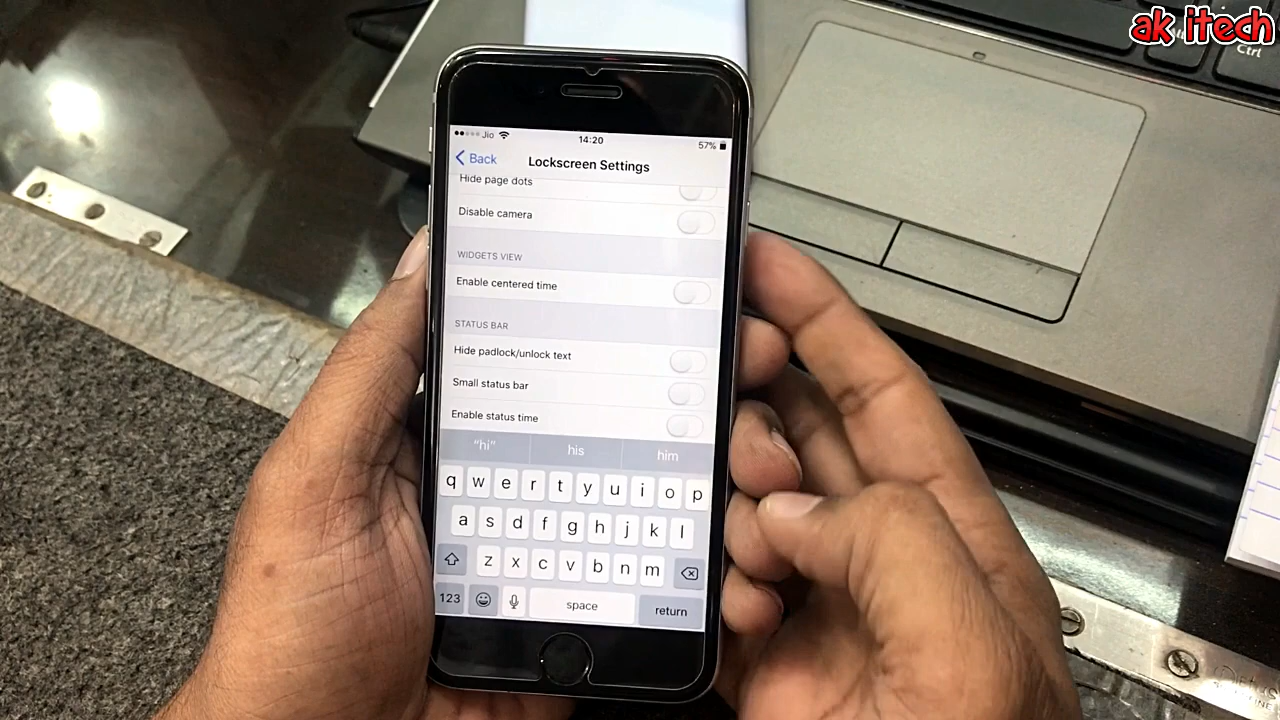 ak itech
Ctrl
Jio 14:20 57%
Back Lockscreen Settings
Hide page dots
Disable camera
WIDGETS VIEW
Enable centered time
STATUS BAR
Hide padlock/unlock text
Small status bar
Enable status time
"hi" his him
q w e r t y u i o p
a s d f g h j k l
z x c v b n m
123 space return